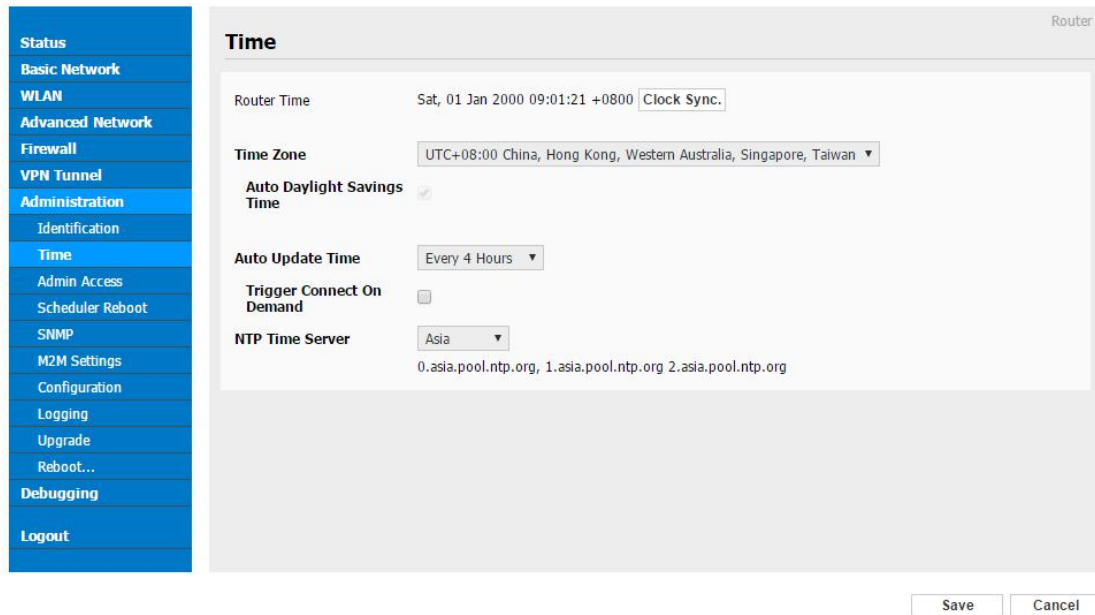 Router
Status
Basic Network
WLAN
Advanced Network
Firewall
VPN Tunnel
Administration
Identification
Time
Admin Access
Scheduler Reboot
SNMP
M2M Settings
Configuration
Logging
Upgrade
Reboot...
Debugging
Logout
Time
Router Time Sat, 01 Jan 2000 09:01:21 +0800 Clock Sync.
Time Zone UTC+08:00 China, Hong Kong, Western Australia, Singapore, Taiwan
Auto Daylight Savings
Time
Auto Update Time Every 4 Hours
Trigger Connect On
Demand
NTP Time Server Asia
0.asia.pool.ntp.org, 1.asia.pool.ntp.org 2.asia.pool.ntp.org
Save Cancel